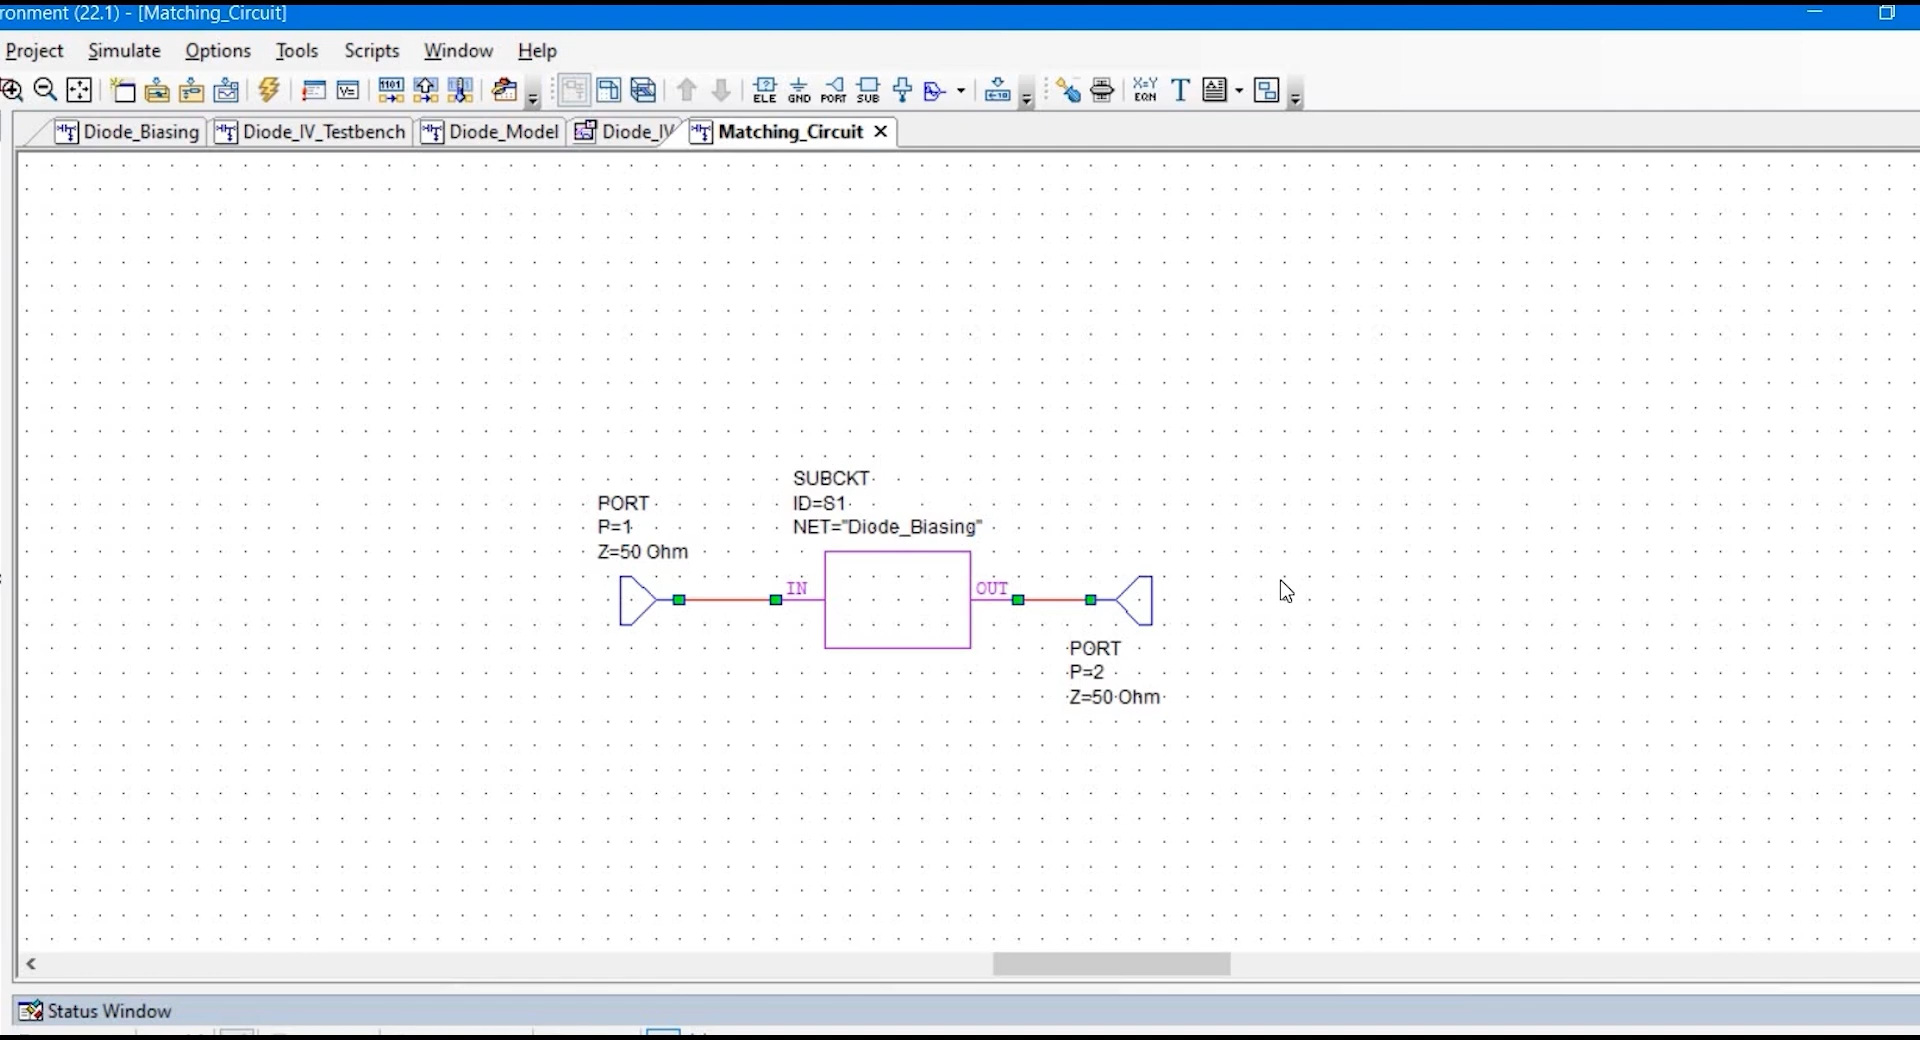 ronment (22.1) - [Matching_Circuit]
Project Simulate Options Tools Scripts Window Help
ELE GND PORT SUB X=Y EQN T
Diode_Biasing Diode_IV_Testbench Diode_Model Diode_IV Matching_Circuit
SUBCKT
ID=S1
NET="Diode_Biasing"
PORT
P=1
Z=50 Ohm
IN
OUT
PORT
P=2
Z=50 Ohm
Status Window